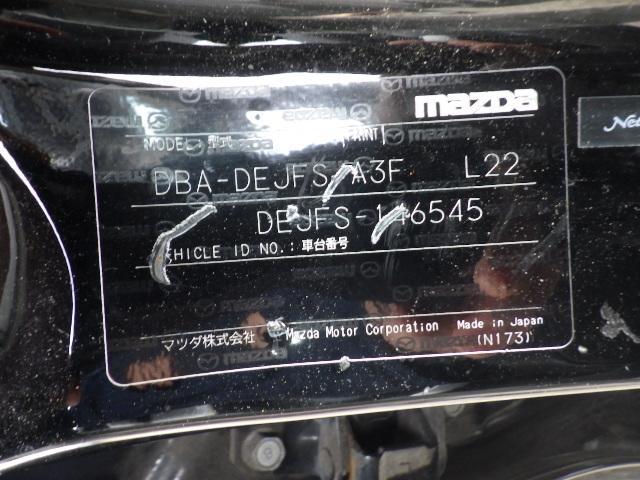 mazda
MODEL 型式 PAINT
DBA-DEJFS-A3F L22
DEJFS-146545
VEHICLE ID NO.: 車台番号
マツダ株式会社 Mazda Motor Corporation Made in Japan
(N173)